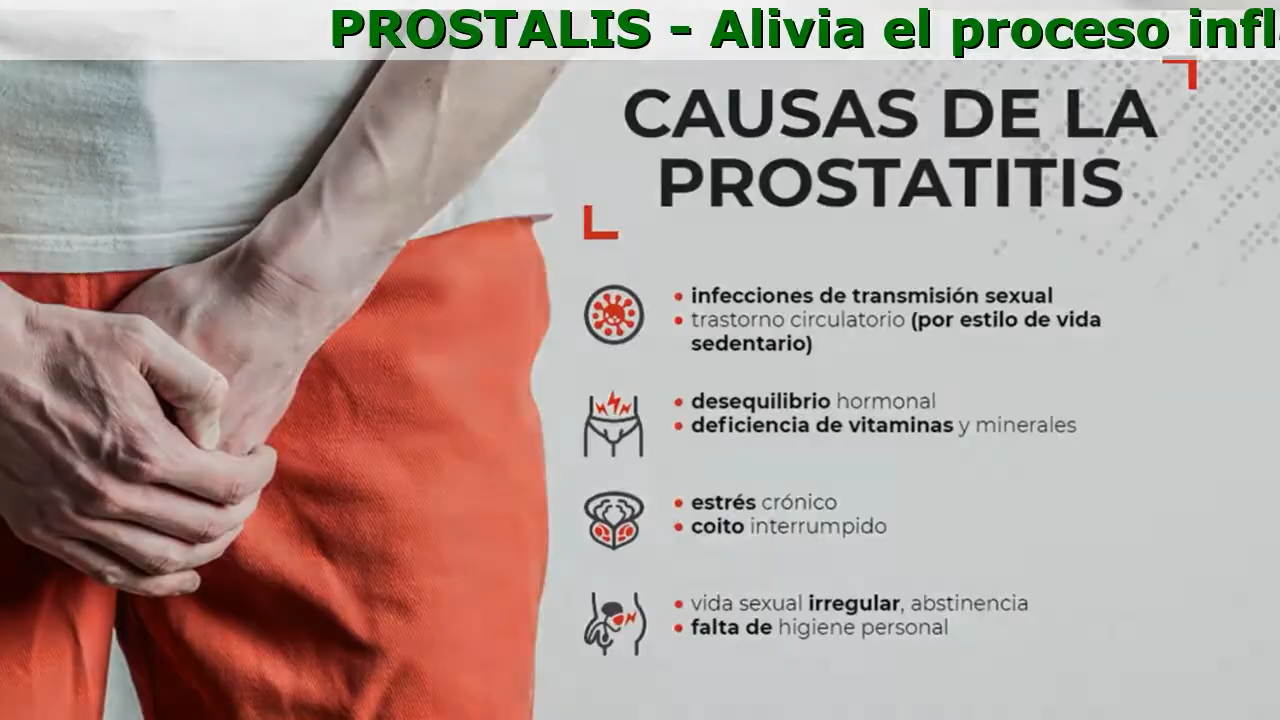 PROSTALIS - Alivia el proceso
CAUSAS DE LA
PROSTATITIS
• infecciones de transmisión sexual
• trastorno circulatorio (por estilo de vida
sedentario)
• desequilibrio hormonal
• deficiencia de vitaminas y minerales
• estrés crónico
• coito interrumpido
• vida sexual irregular, abstinencia
• falta de higiene personal